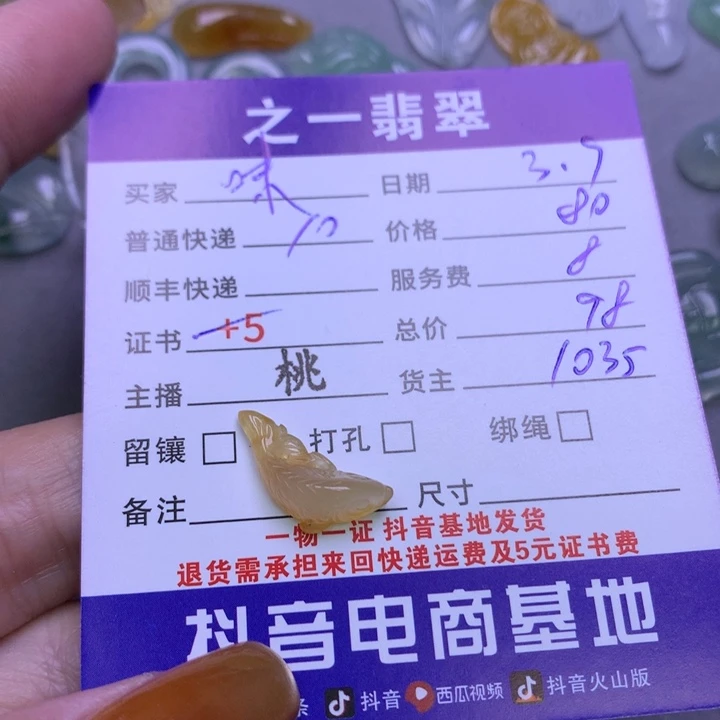 之一翡翠
买家 味 日期 3.9
普通快递 10 价格 80
顺丰快递 服务费 8
证书 +5 总价 98
主播 桃 货主 1035
留镶 打孔 绑绳
备注 尺寸
一物一证 抖音基地发货
退货需承担来回快递运费及5元证书费
抖音电商基地
条 抖音 西瓜视频 抖音火山版